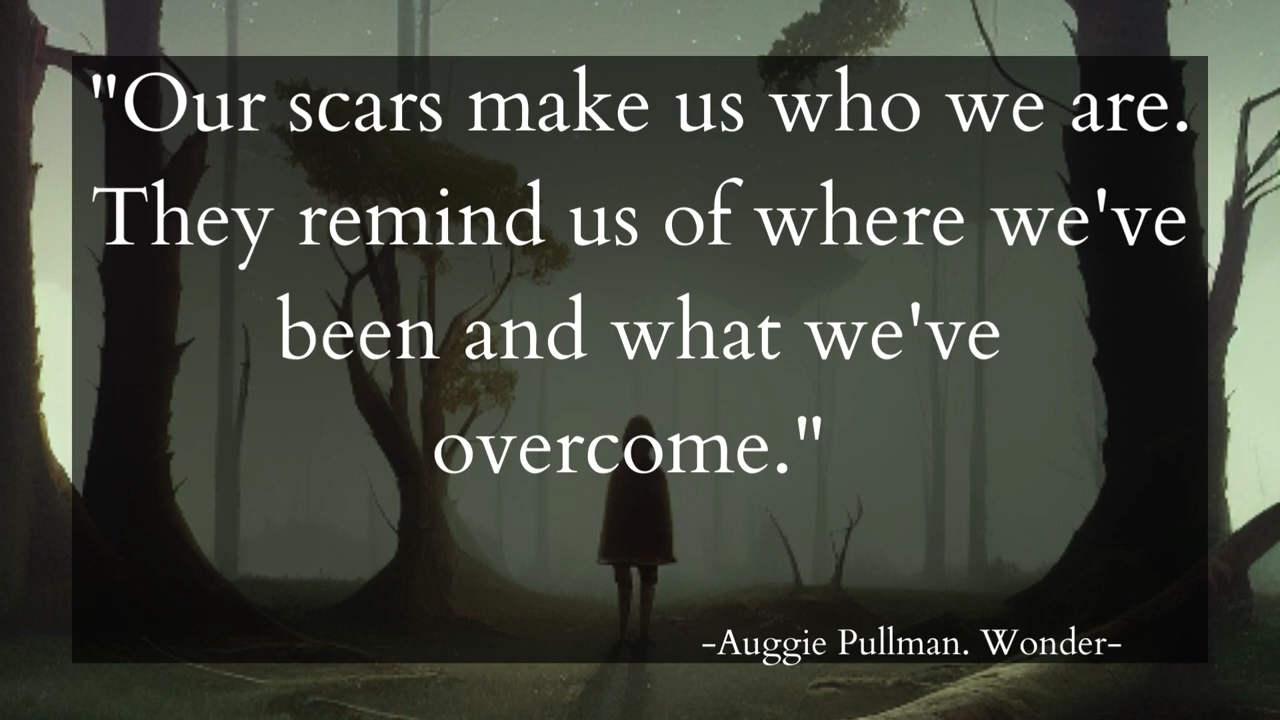 "Our scars make us who we are.
They remind us of where we've
been and what we've
overcome."
-Auggie Pullman. Wonder-